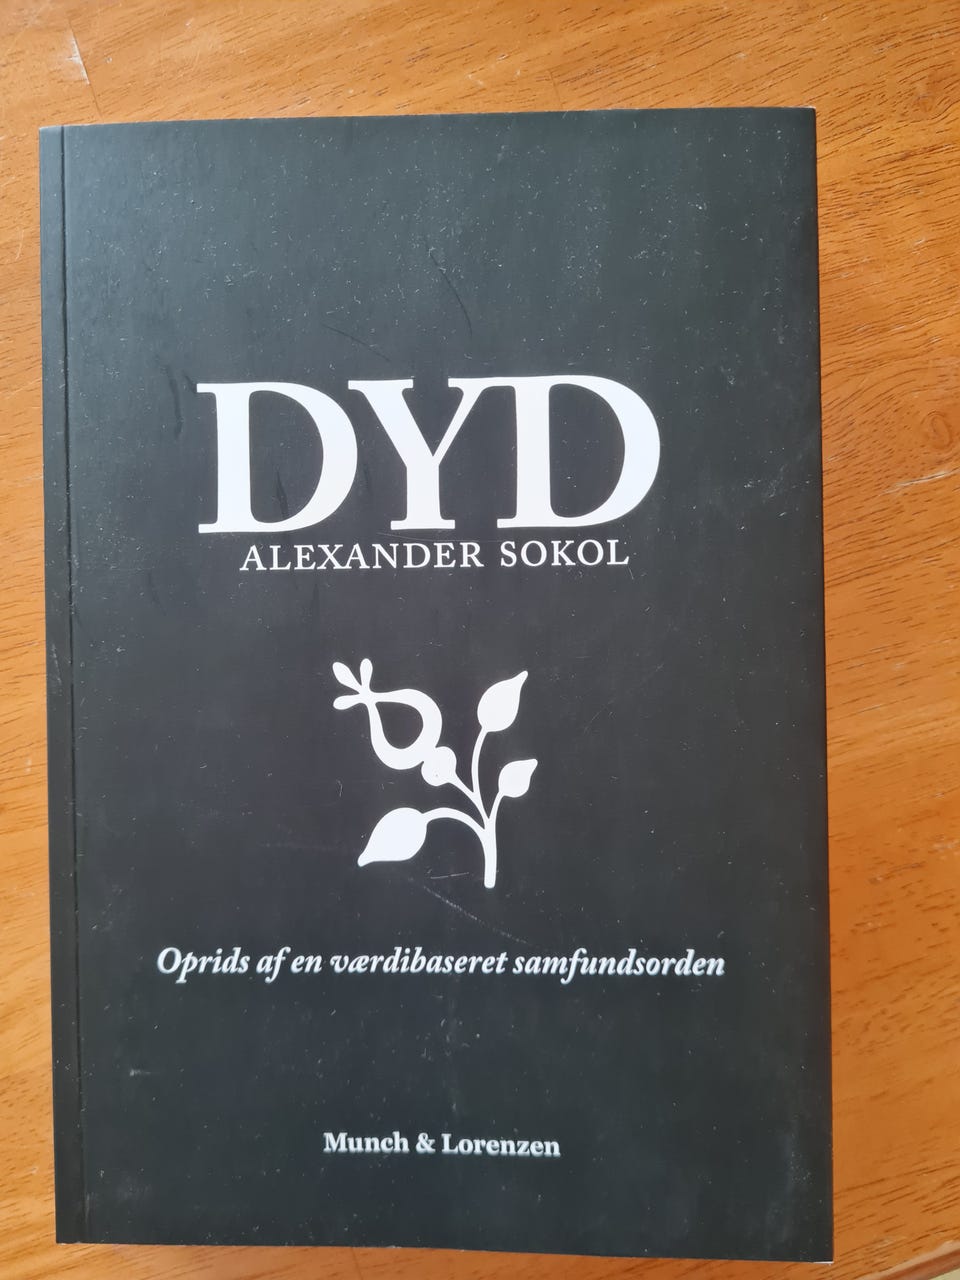 DYD
ALEXANDER SOKOL
Oprids af en værdibaseret samfundsorden
Munch & Lorenzen